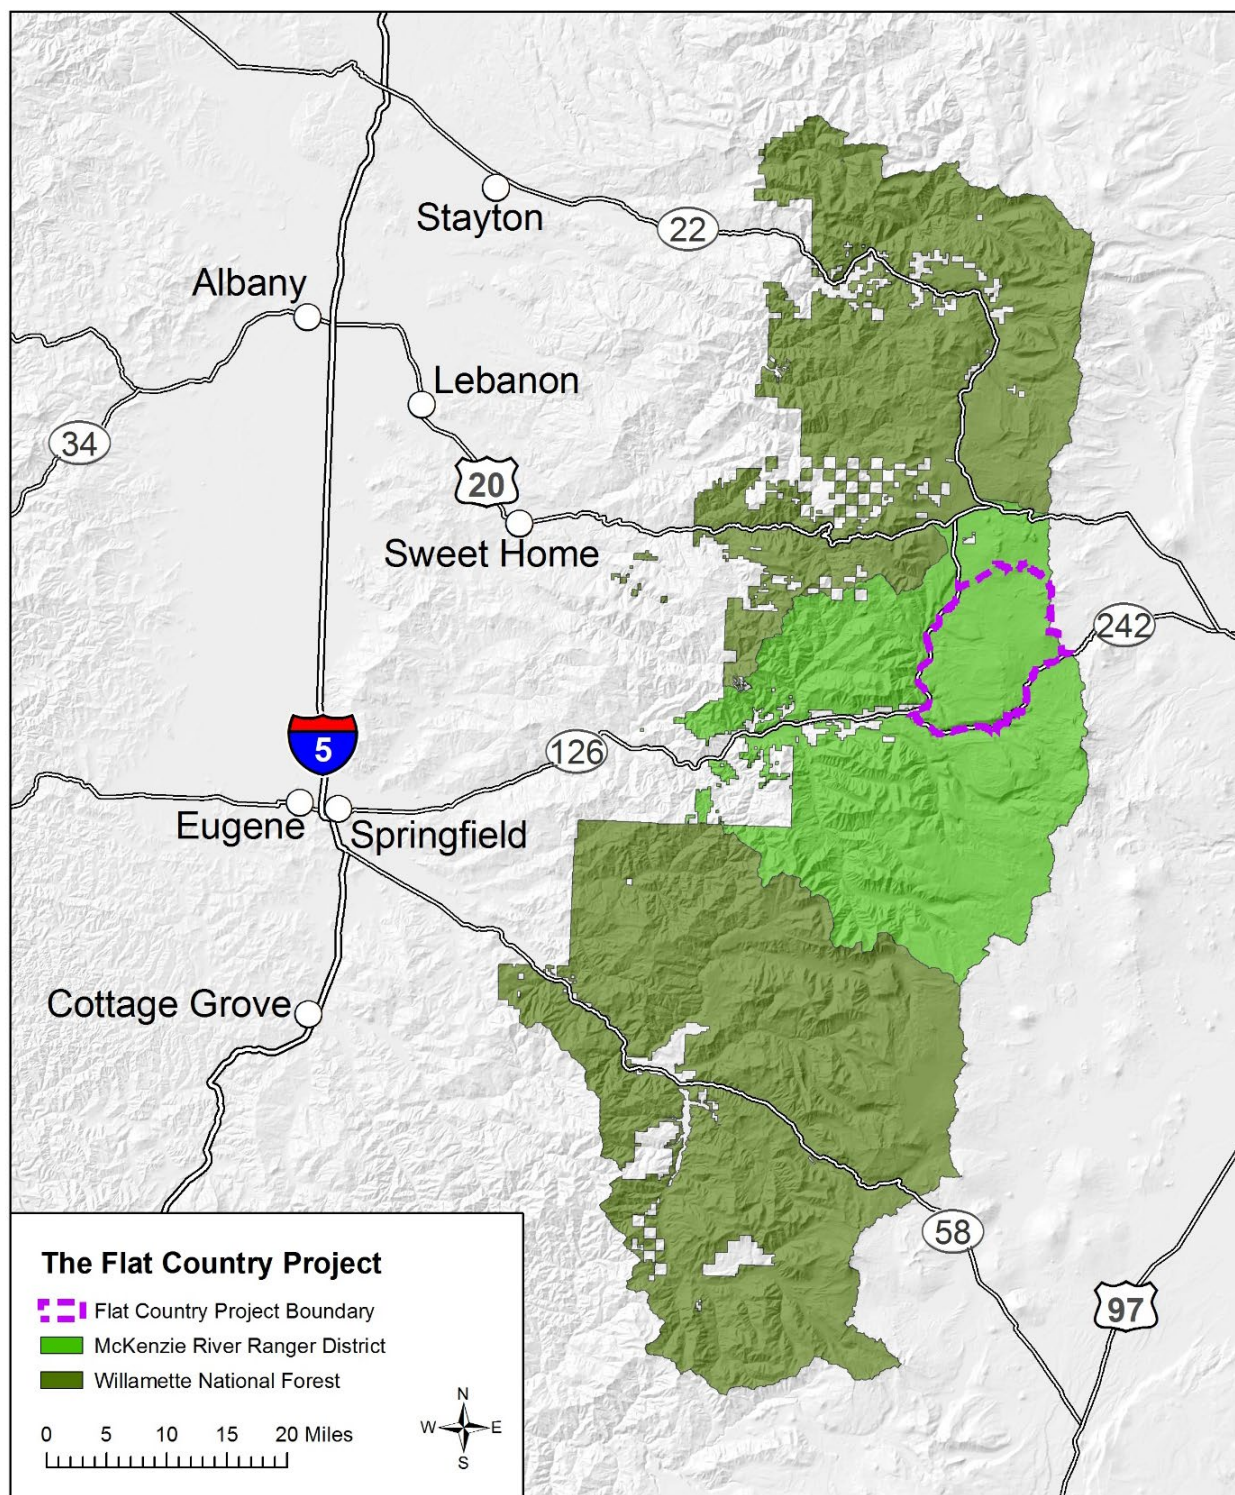 Stayton
22
Albany
Lebanon
34
20
Sweet Home
242
5
126
Eugene
Springfield
Cottage Grove
58
97
The Flat Country Project
Flat Country Project Boundary
McKenzie River Ranger District
Willamette National Forest
0 5 10 15 20 Miles
N
W E
S